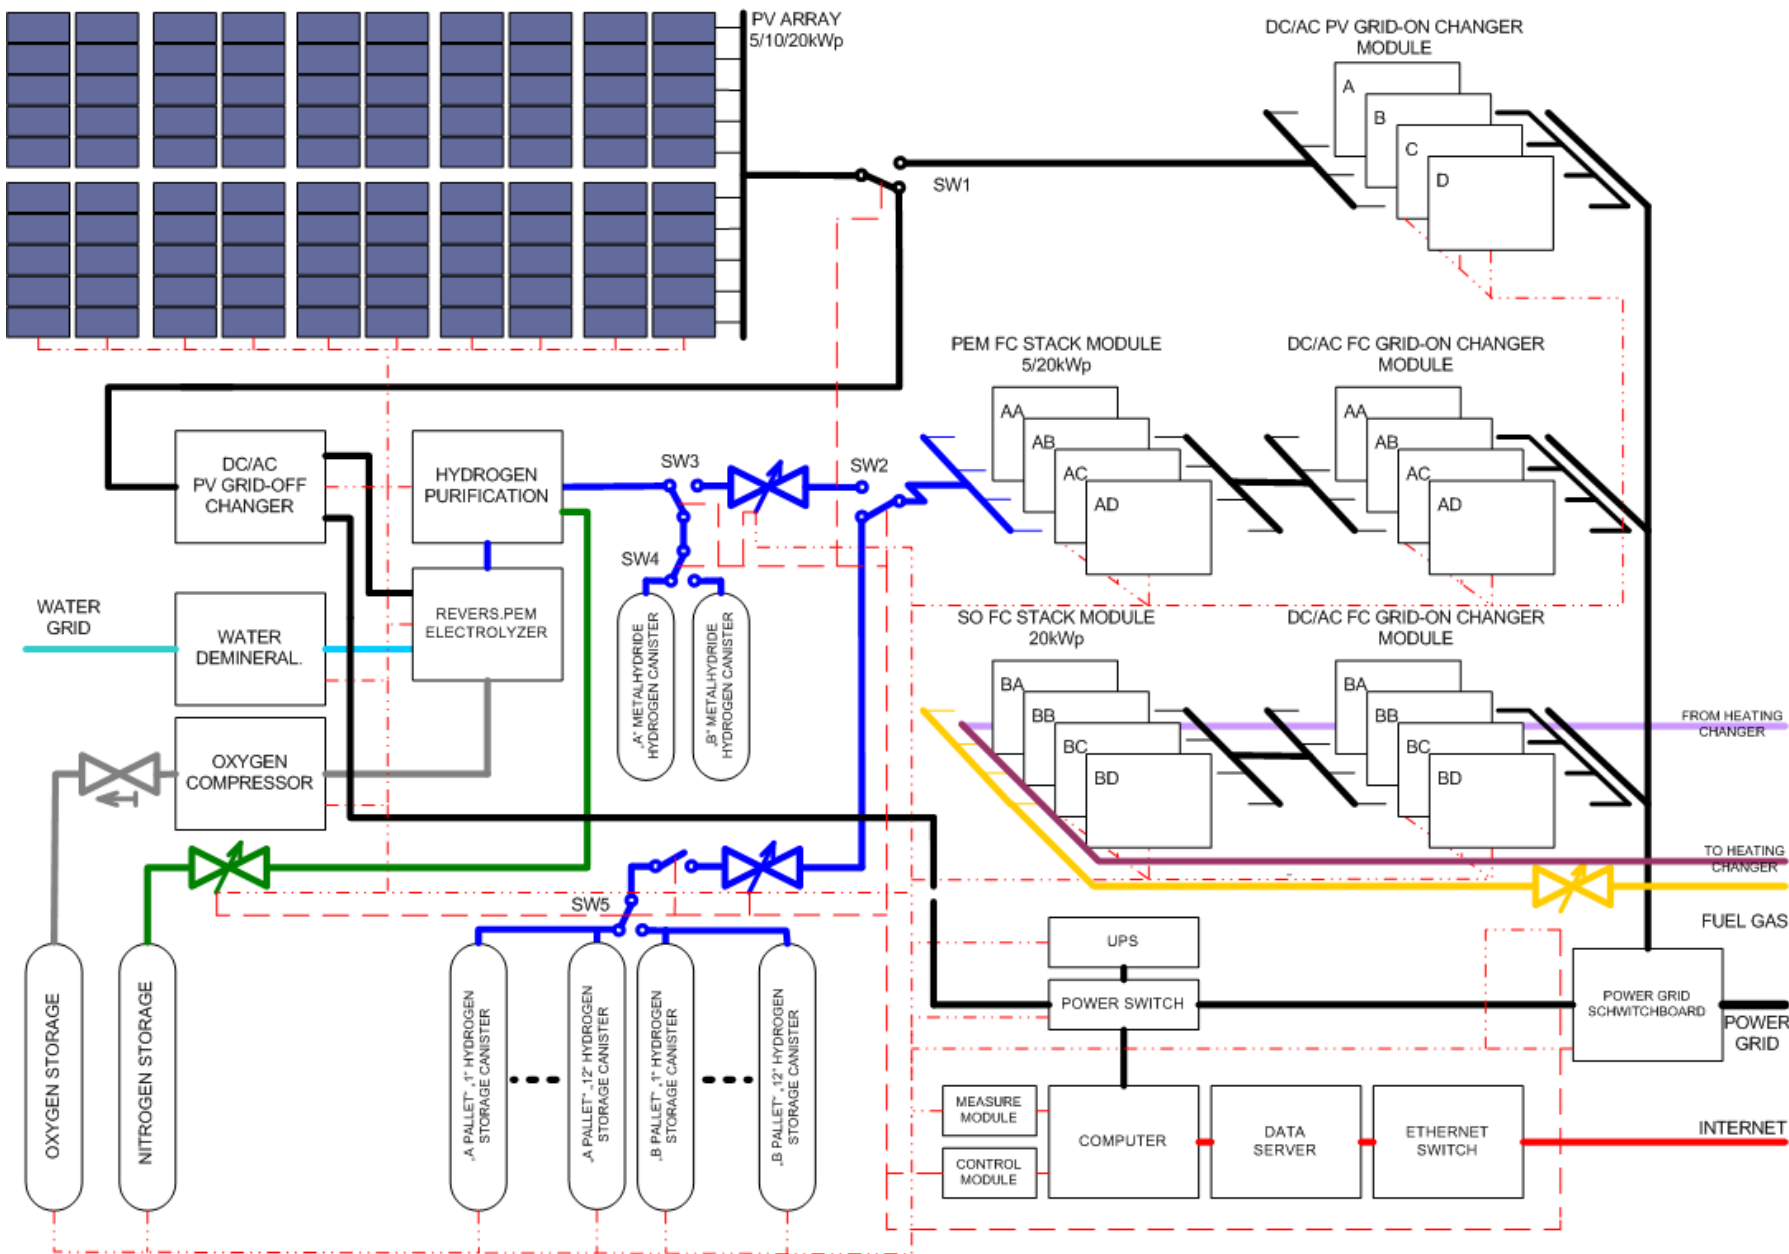 PV ARRAY
5/10/20kWp
DC/AC PV GRID-ON CHANGER
MODULE
A
B
C
D
SW1
PEM FC STACK MODULE
5/20kWp
DC/AC FC GRID-ON CHANGER
MODULE
AA
AB
AC
AD
AA
AB
AC
AD
DC/AC
PV GRID-OFF
CHANGER
HYDROGEN
PURIFICATION
SW3
SW2
SW4
WATER
GRID
WATER
DEMINERAL.
REVERS.PEM
ELECTROLYZER
„A" METALHYDRIDE
HYDROGEN CANISTER
„B" METALHYDRIDE
HYDROGEN CANISTER
SO FC STACK MODULE
20kWp
DC/AC FC GRID-ON CHANGER
MODULE
BA
BB
BC
BD
BA
BB
BC
BD
FROM HEATING
CHANGER
OXYGEN
COMPRESSOR
TO HEATING
CHANGER
FUEL GAS
SW5
OXYGEN STORAGE
NITROGEN STORAGE
„A PALLET" „1" HYDROGEN
STORAGE CANISTER
„A PALLET" „12" HYDROGEN
STORAGE CANISTER
„B PALLET" „1" HYDROGEN
STORAGE CANISTER
„B PALLET" „12" HYDROGEN
STORAGE CANISTER
UPS
POWER SWITCH
POWER GRID
SCHWITCHBOARD
POWER
GRID
MEASURE
MODULE
CONTROL
MODULE
COMPUTER
DATA
SERVER
ETHERNET
SWITCH
INTERNET